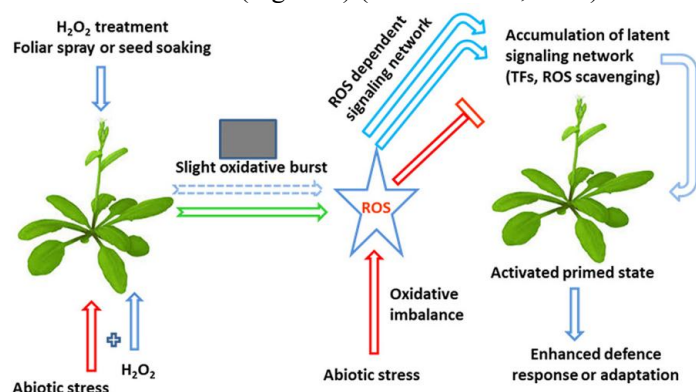 H₂O₂ treatment
Foliar spray or seed soaking
Slight oxidative burst
ROS dependent
signaling network
Accumulation of latent
signaling network
(TFs, ROS scavenging)
ROS
Activated primed state
Oxidative
imbalance
H₂O₂
Abiotic stress
Abiotic stress
Enhanced defence
response or adaptation